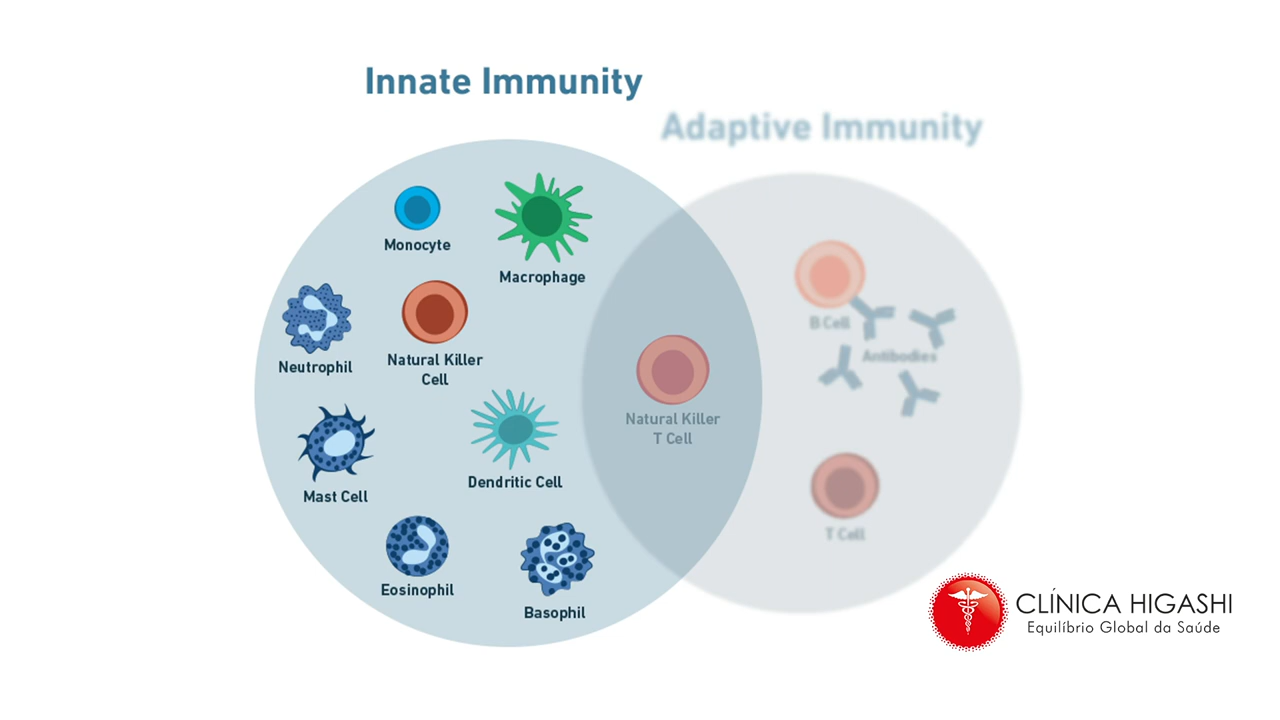 Innate Immunity
Adaptive Immunity
Monocyte
Macrophage
Neutrophil
Natural Killer
Cell
Mast Cell
Dendritic Cell
Eosinophil
Basophil
Natural Killer
T Cell
B Cell
Antibodies
T Cell
CLÍNICA HIGASHI
Equilíbrio Global da Saúde